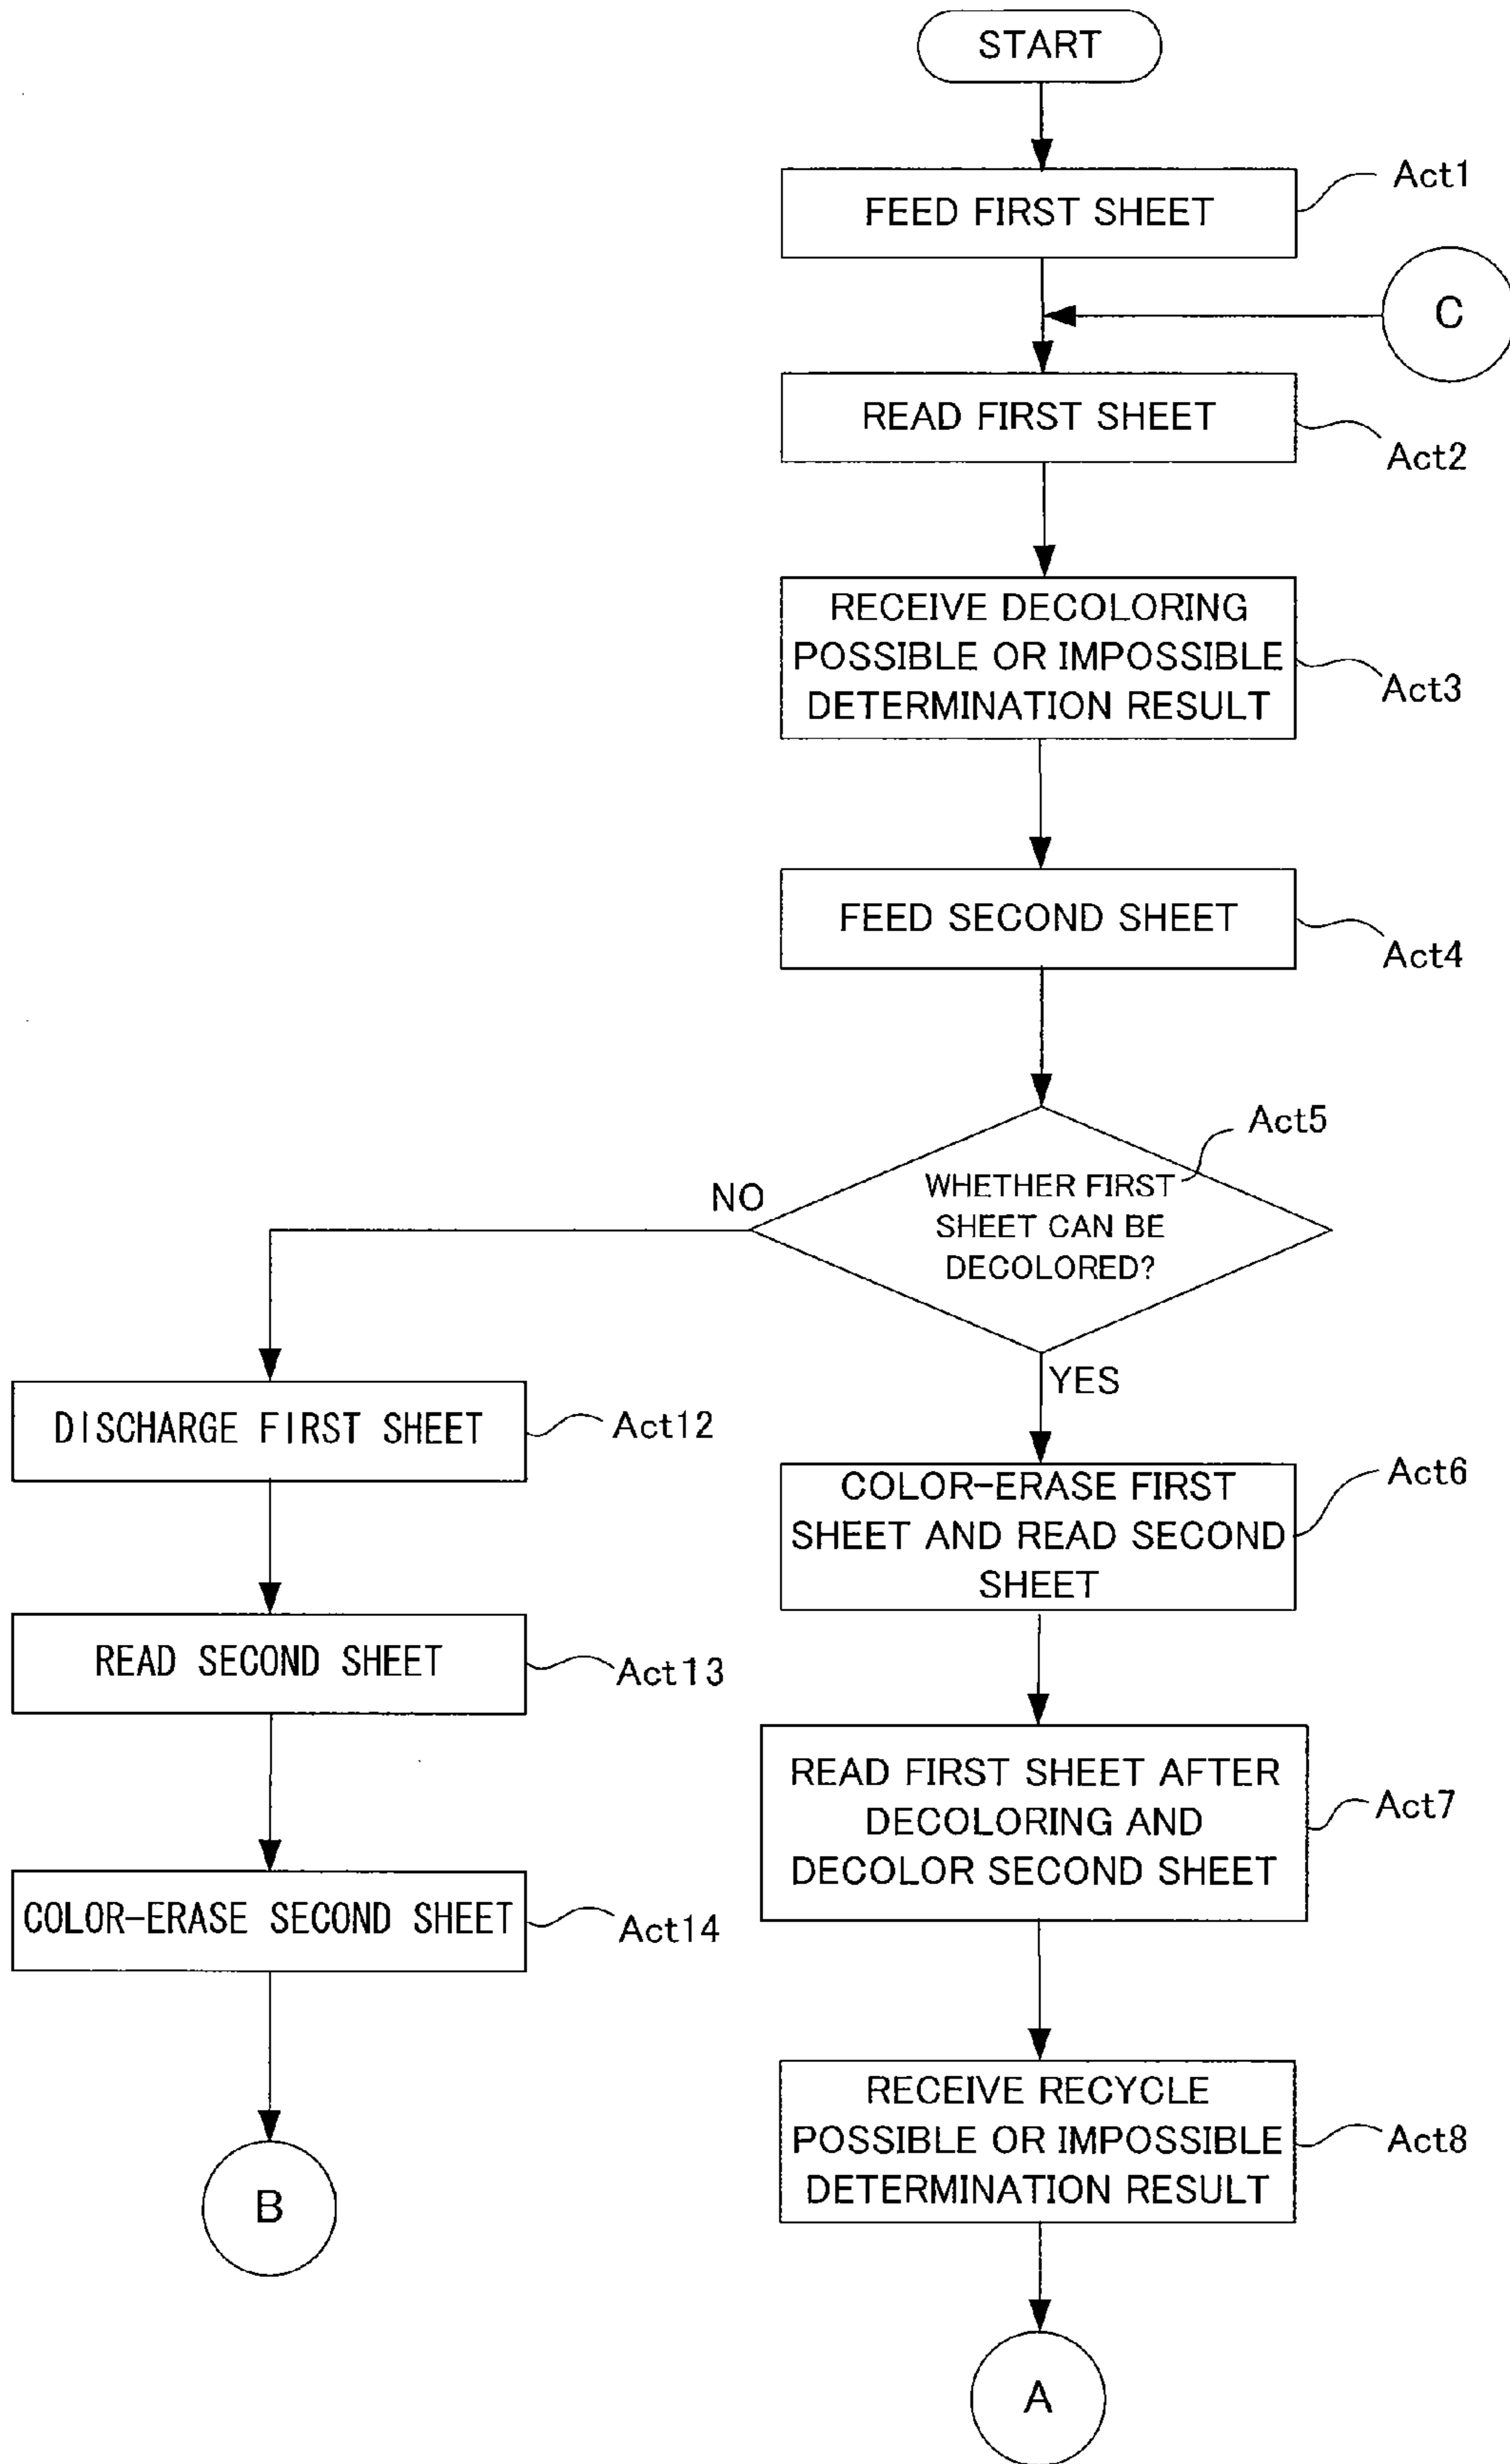 START
FEED FIRST SHEET
Act1
C
READ FIRST SHEET
Act2
RECEIVE DECOLORING
POSSIBLE OR IMPOSSIBLE
DETERMINATION RESULT
Act3
FEED SECOND SHEET
Act4
Act5
WHETHER FIRST
SHEET CAN BE
DECOLORED?
NO
YES
DISCHARGE FIRST SHEET
Act12
COLOR-ERASE FIRST
SHEET AND READ SECOND
SHEET
Act6
READ SECOND SHEET
Act13
READ FIRST SHEET AFTER
DECOLORING AND
DECOLOR SECOND SHEET
Act7
COLOR-ERASE SECOND SHEET
Act14
RECEIVE RECYCLE
POSSIBLE OR IMPOSSIBLE
DETERMINATION RESULT
Act8
B
A